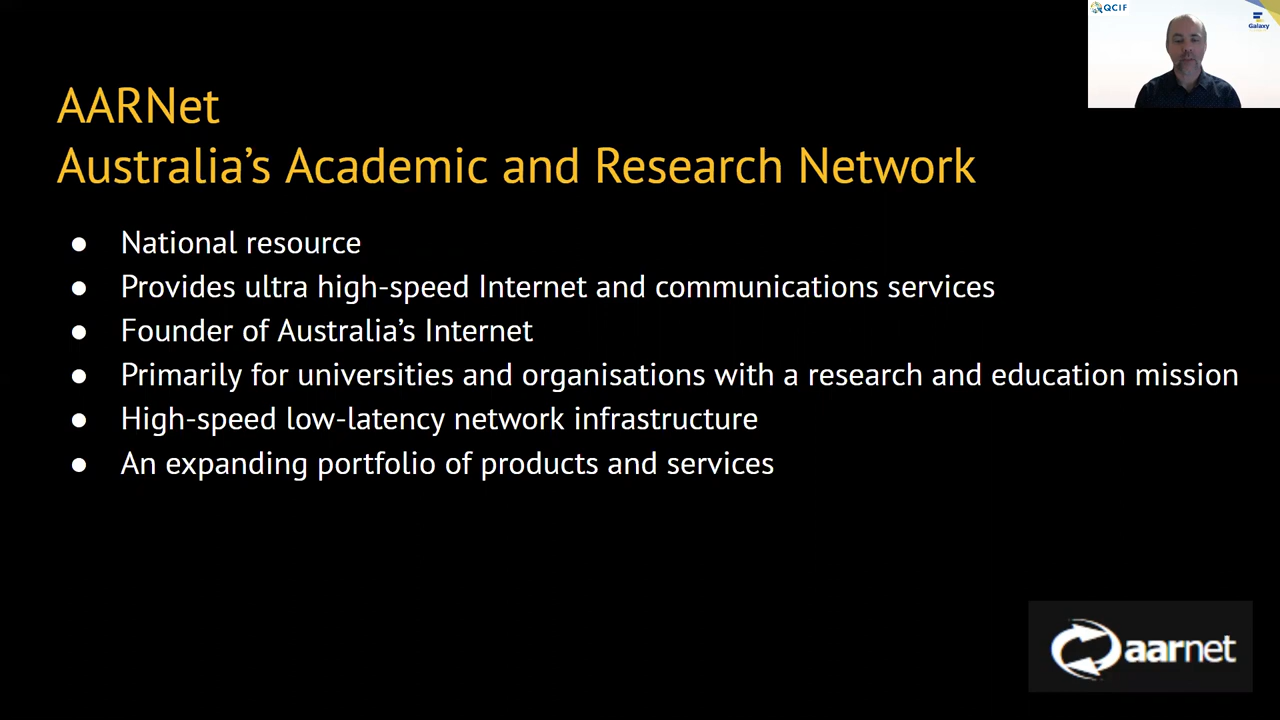 QCIF
Galaxy
AARNet
Australia’s Academic and Research Network
● National resource
● Provides ultra high-speed Internet and communications services
● Founder of Australia’s Internet
● Primarily for universities and organisations with a research and education mission
● High-speed low-latency network infrastructure
● An expanding portfolio of products and services
aarnet